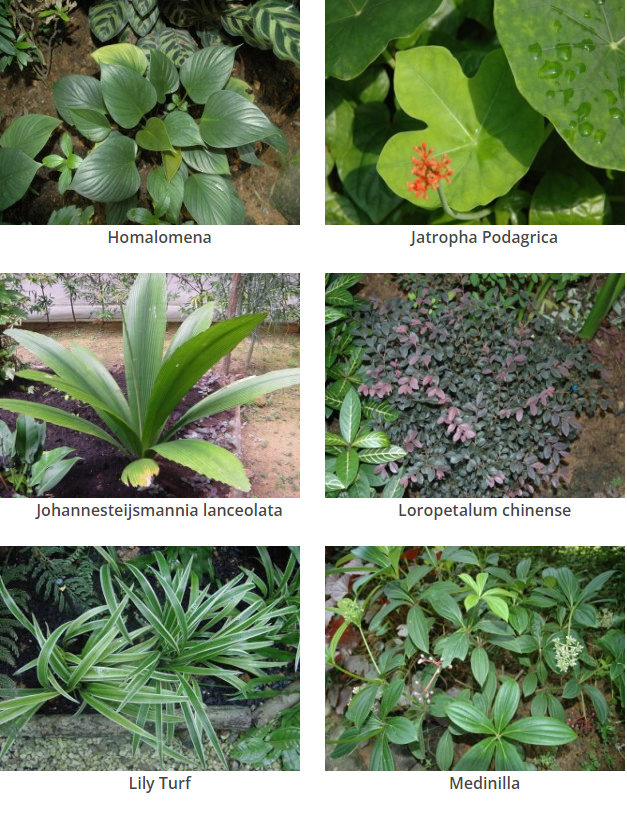 Homalomena
Jatropha Podagrica
Johannesteijsmannia lanceolata
Loropetalum chinense
Lily Turf
Medinilla